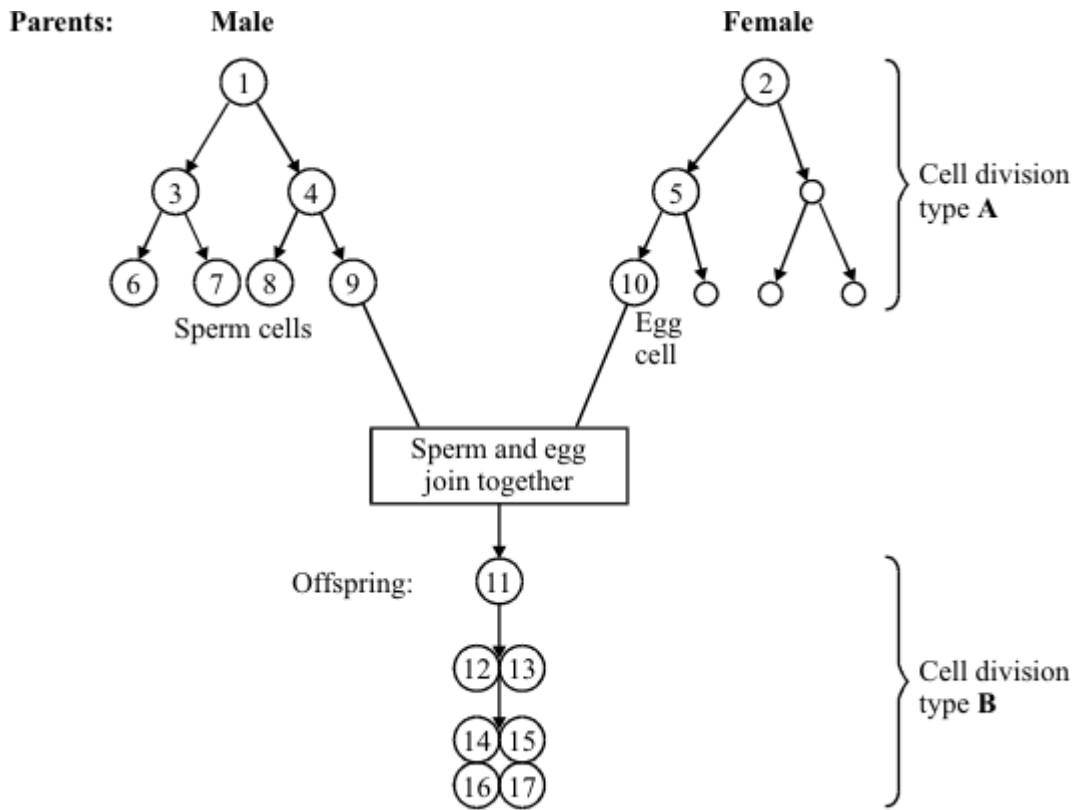 Parents: Male Female
1 2
3 4 5
Cell division
type A
6 7 8 9 10
Sperm cells
Egg
cell
Sperm and egg
join together
Offspring: 11
12 13
Cell division
type B
14 15
16 17